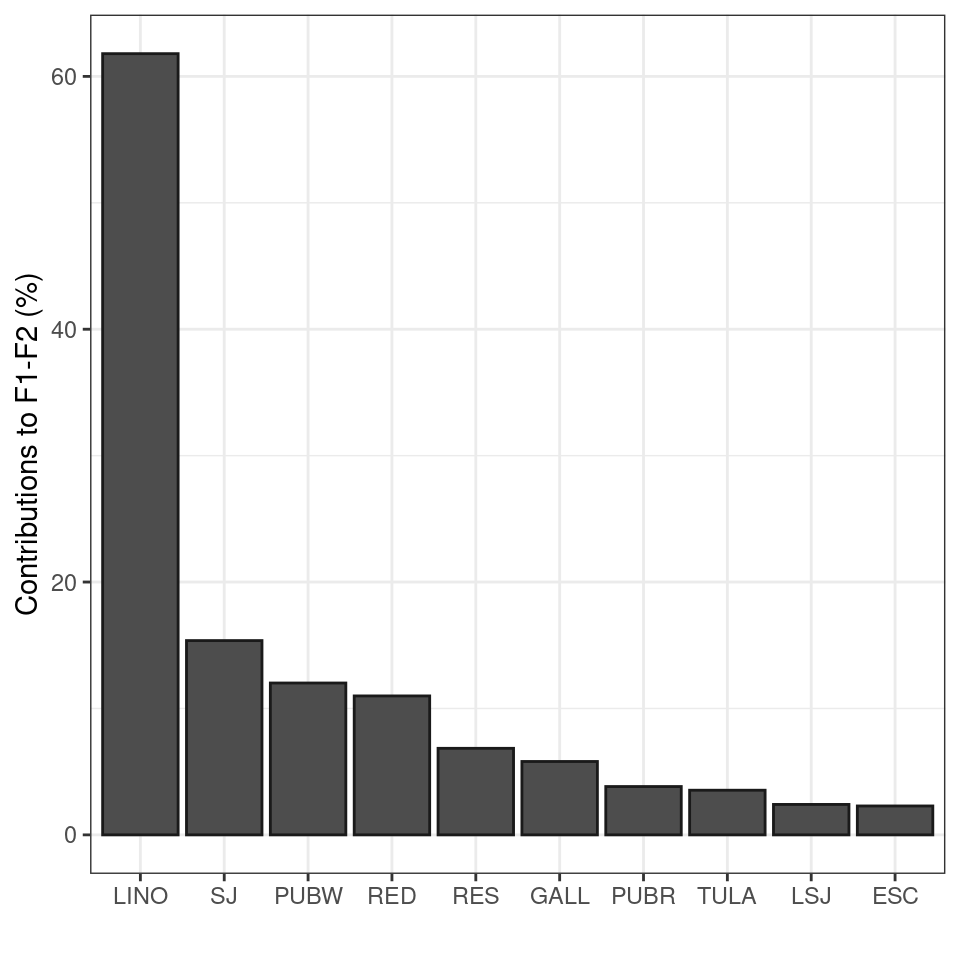 Contributions to F1-F2 (%)
60
40
20
0
LINO SJ PUBW RED RES GALL PUBR TULA LSJ ESC